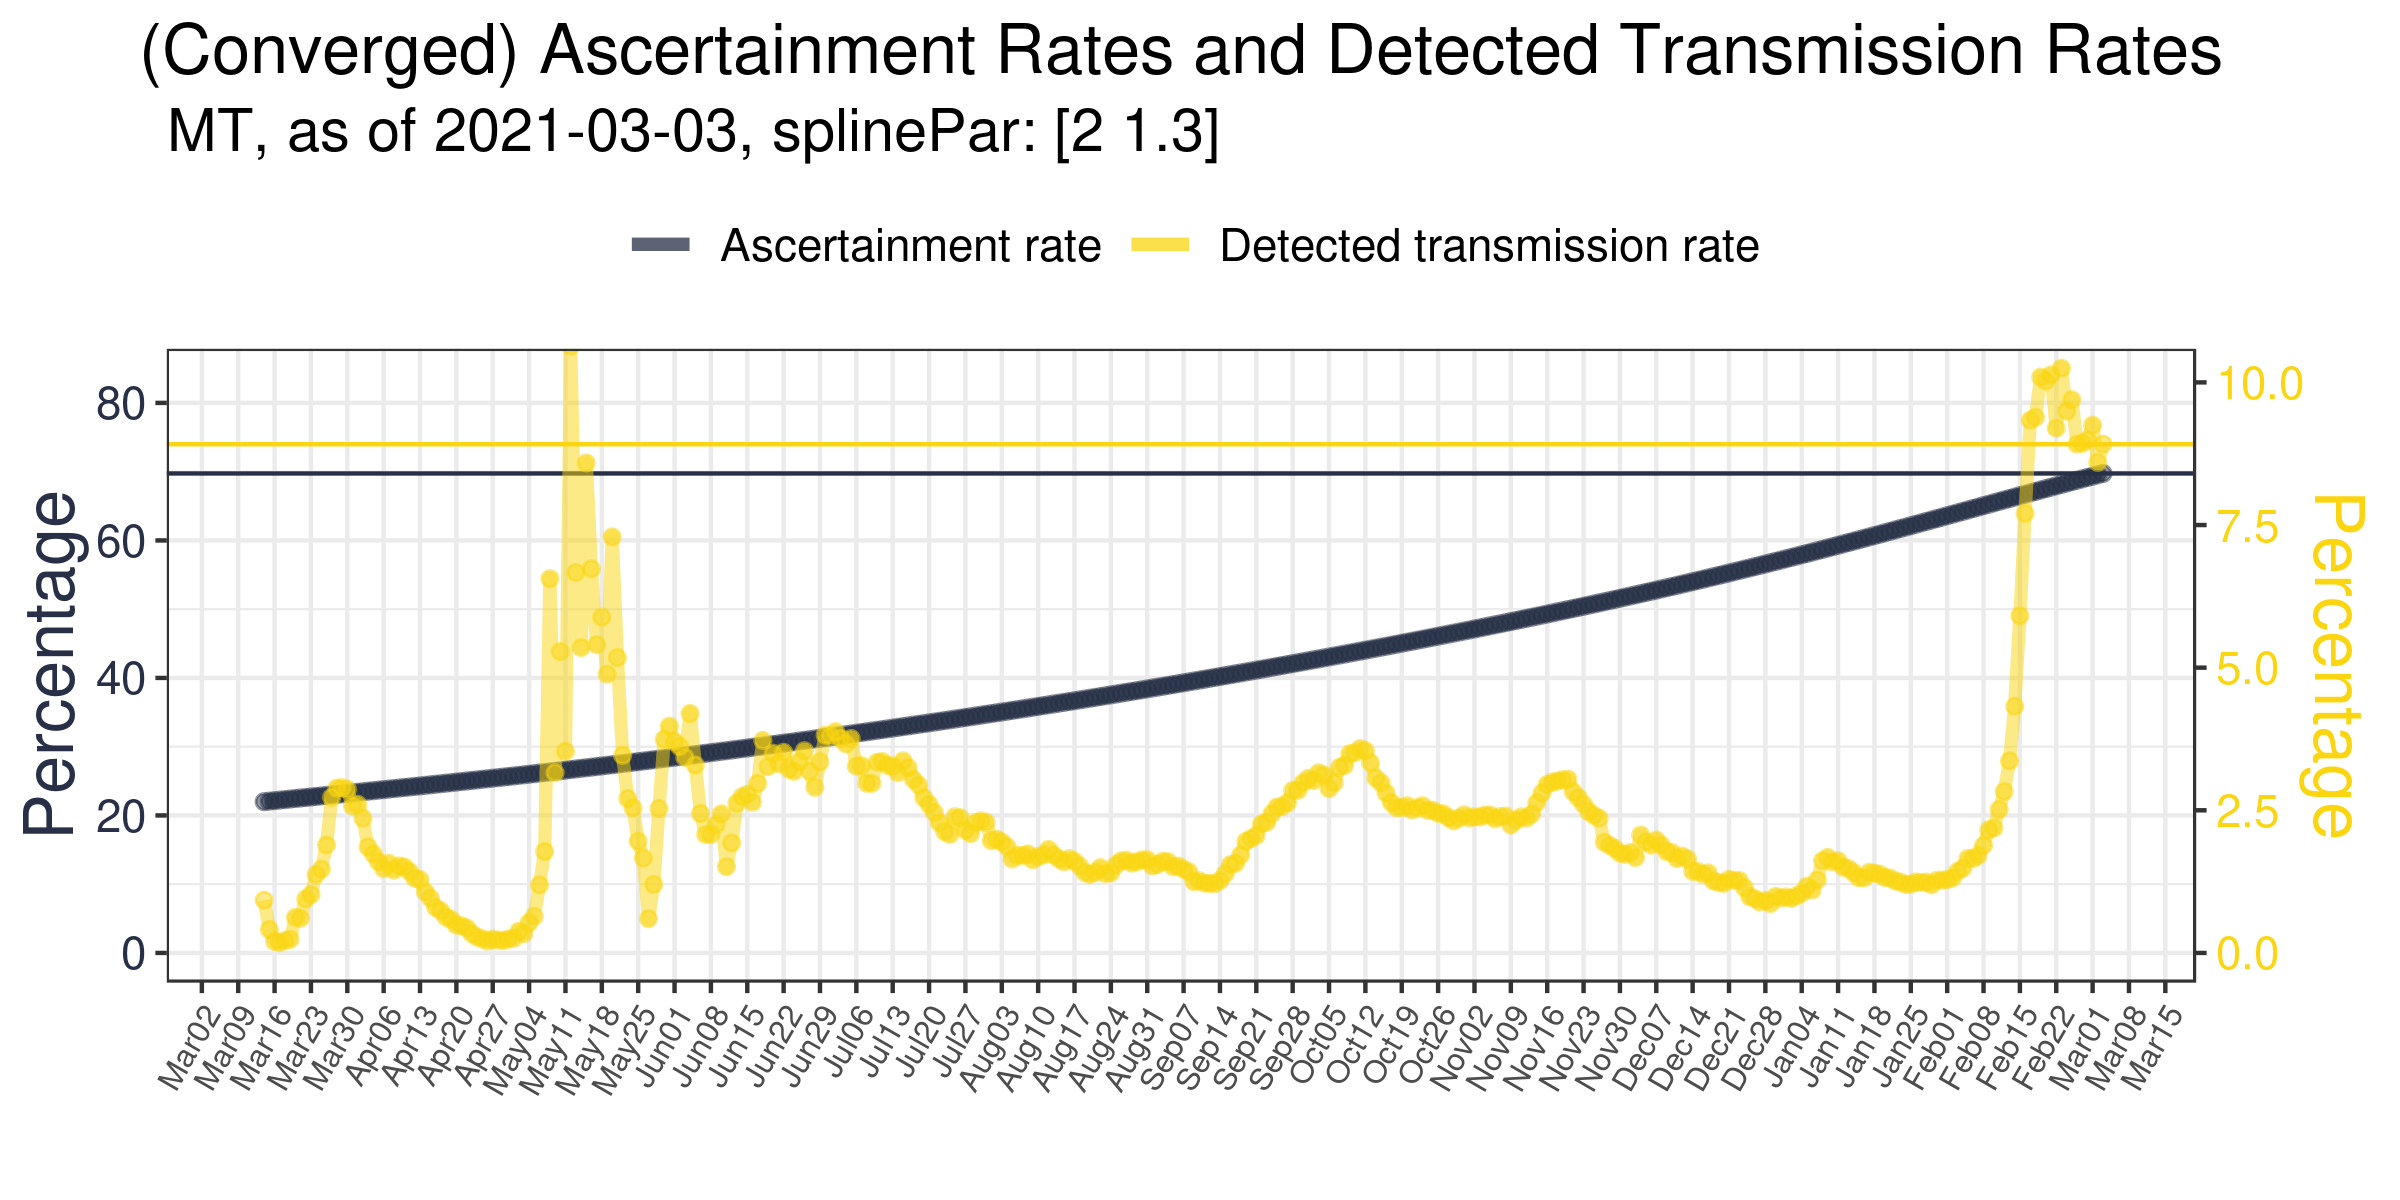 (Converged) Ascertainment Rates and Detected Transmission Rates
MT, as of 2021-03-03, splinePar: [2 1.3]
Ascertainment rate
Detected transmission rate
Percentage
80
60
40
20
0
10.0
7.5
5.0
2.5
0.0
Percentage
Mar02
Mar09
Mar16
Mar23
Mar30
Apr06
Apr13
Apr20
Apr27
May04
May11
May18
May25
Jun01
Jun08
Jun15
Jun22
Jun29
Jul06
Jul13
Jul20
Jul27
Aug03
Aug10
Aug17
Aug24
Aug31
Sep07
Sep14
Sep21
Sep28
Oct05
Oct12
Oct19
Oct26
Nov02
Nov09
Nov16
Nov23
Nov30
Dec07
Dec14
Dec21
Dec28
Jan04
Jan11
Jan18
Jan25
Feb01
Feb08
Feb15
Feb22
Mar01
Mar08
Mar15